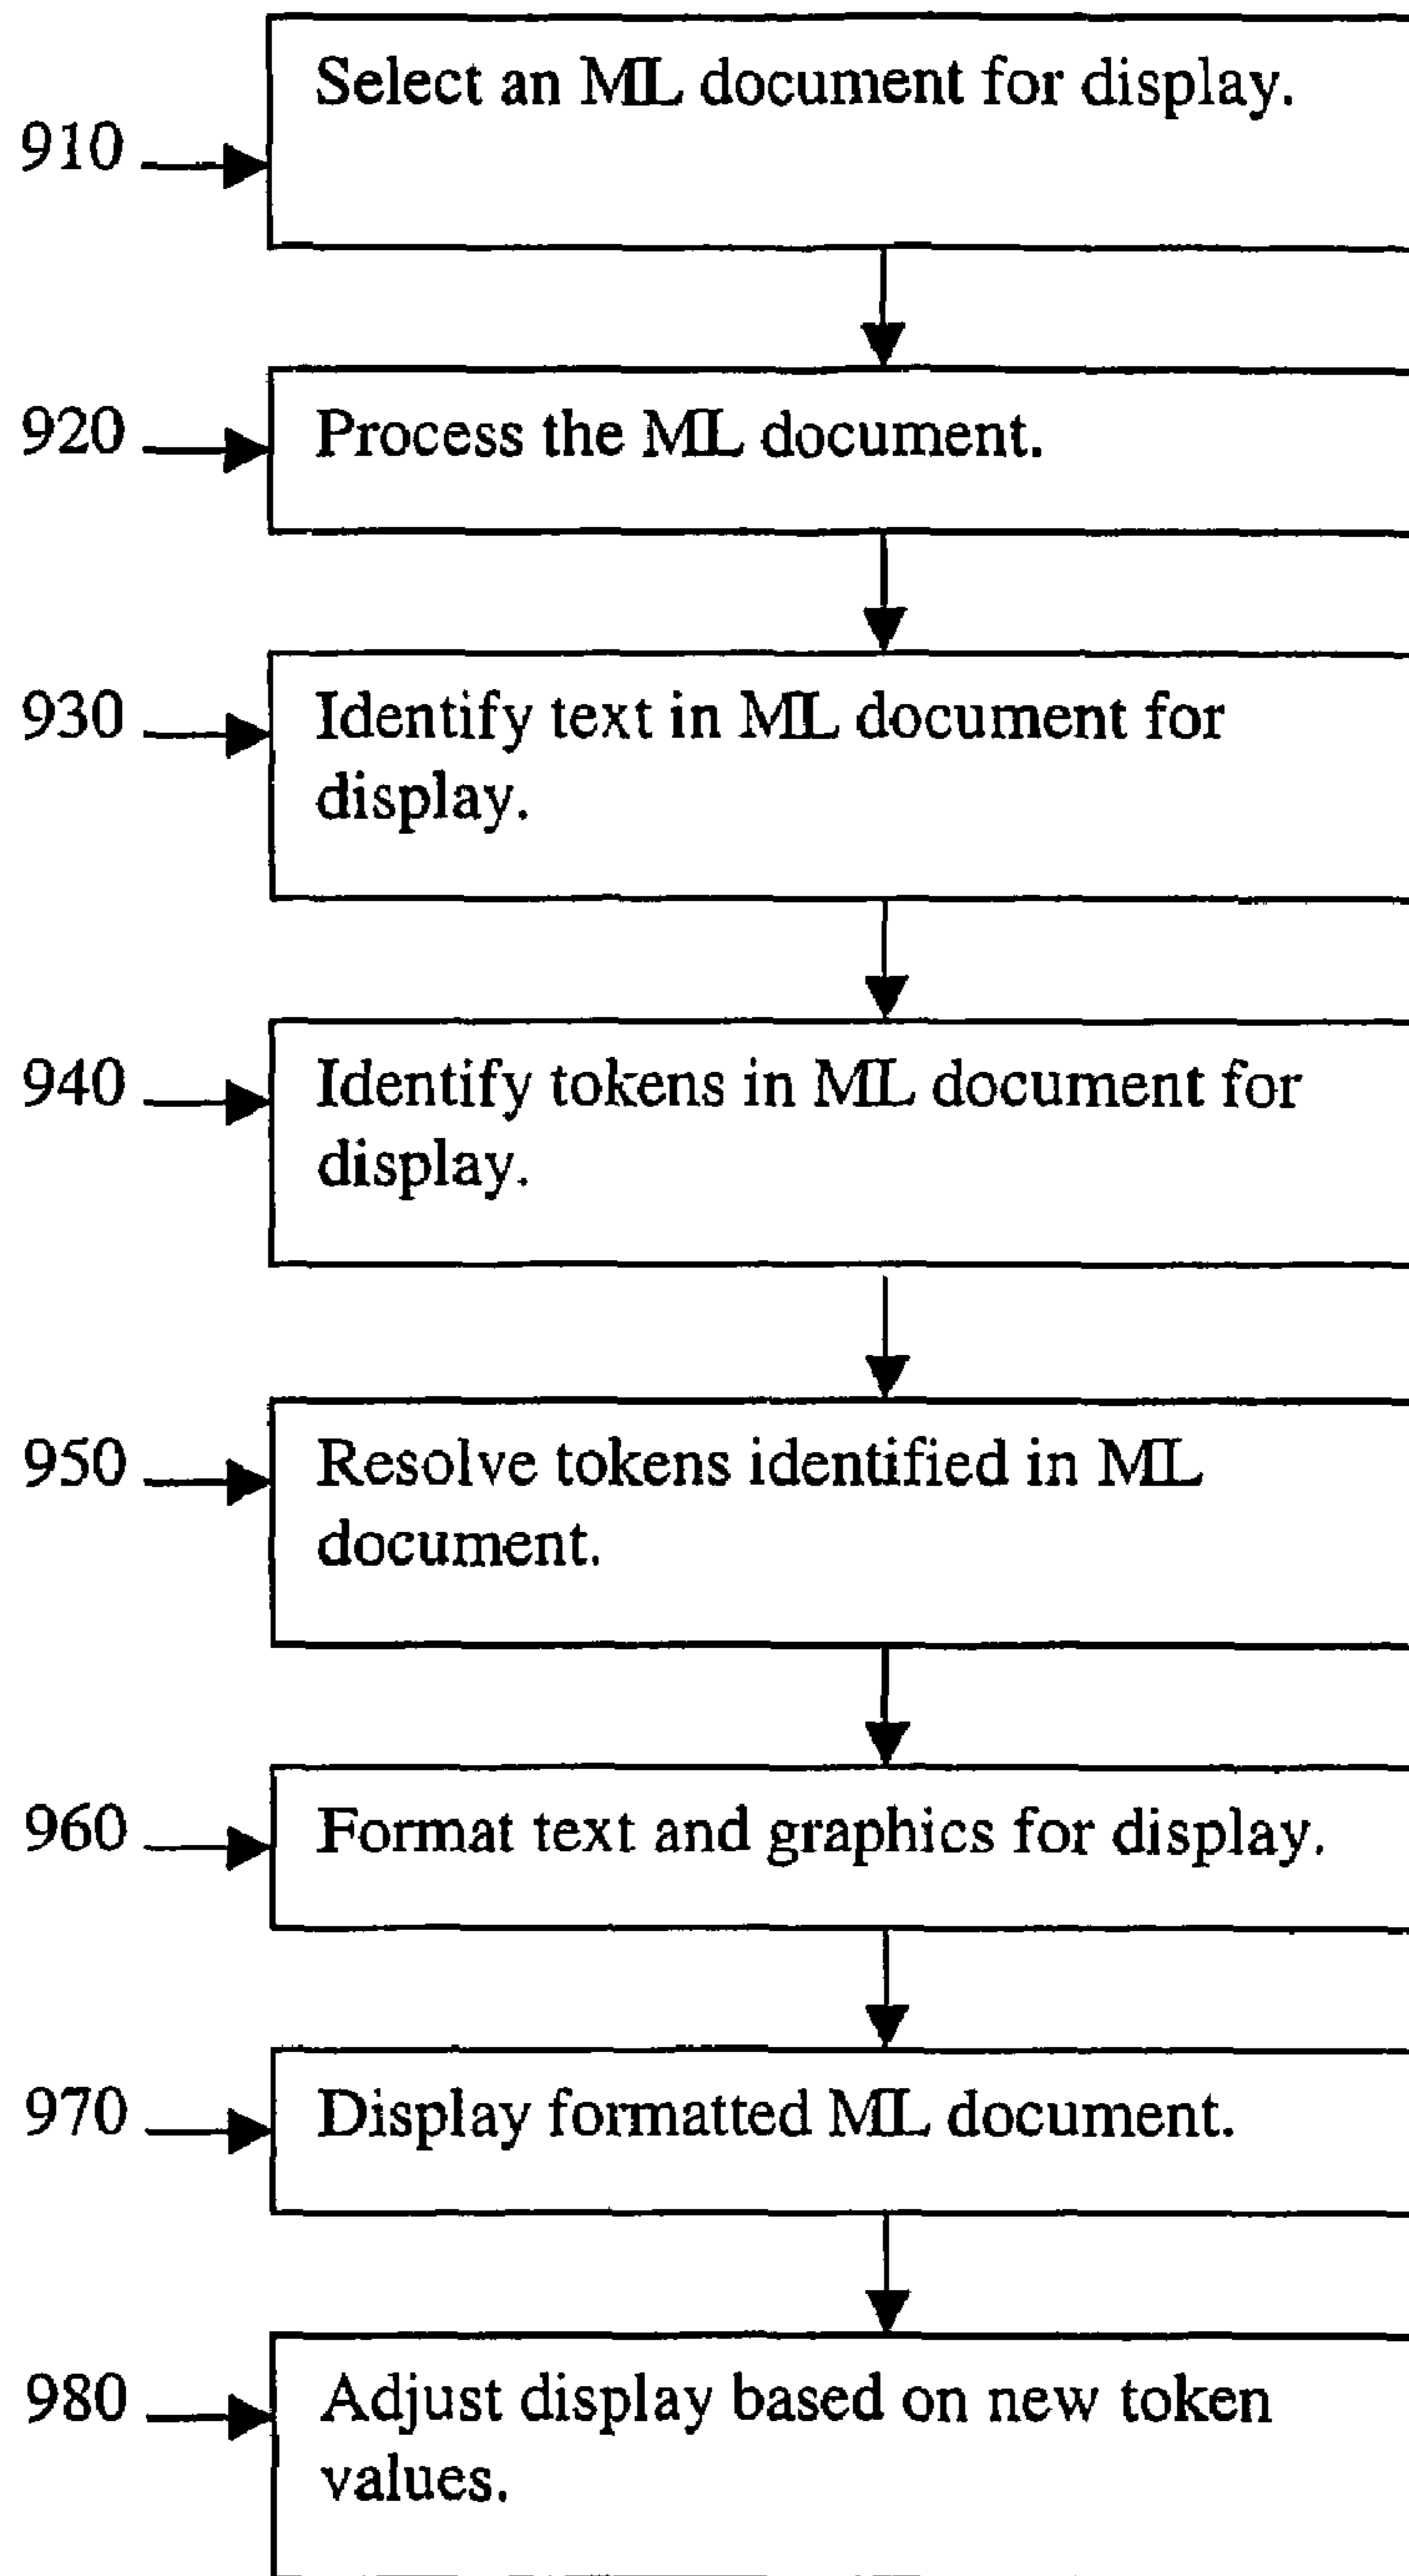 Select an ML document for display.
910
920
Process the ML document.
930
Identify text in ML document for
display.
940
Identify tokens in ML document for
display.
950
Resolve tokens identified in ML
document.
960
Format text and graphics for display.
970
Display formatted ML document.
980
Adjust display based on new token
values.